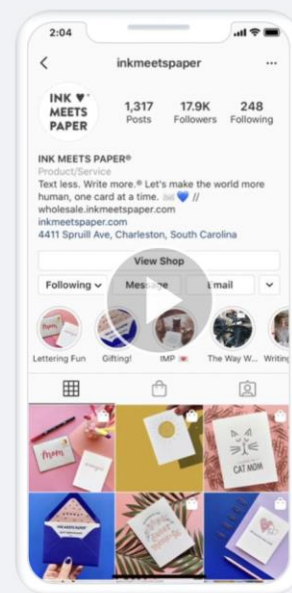 2:04
inkmeetspaper
INK ♥
MEETS
PAPER
1,317 17.9K 248
Posts Followers Following
INK MEETS PAPER®
Product/Service
Text less. Write more.® Let's make the world more
human, one card at a time. 💌💙 //
wholesale.inkmeetspaper.com
inkmeetspaper.com
4411 Spruill Ave, Charleston, South Carolina
View Shop
Following Message Email
Lettering Fun Gifting! IMP 💌 The Way W... Writing
mom
CAT MOM